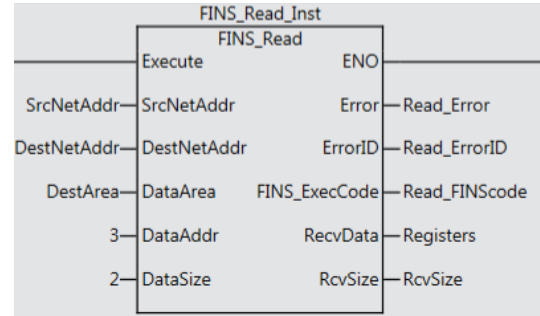 FINS_Read_Inst
FINS_Read
Execute ENO
SrcNetAddr SrcNetAddr Error Read_Error
DestNetAddr DestNetAddr ErrorID Read_ErrorID
DestArea DataArea FINS_ExecCode Read_FINScode
3 DataAddr RecvData Registers
2 DataSize RcvSize RcvSize